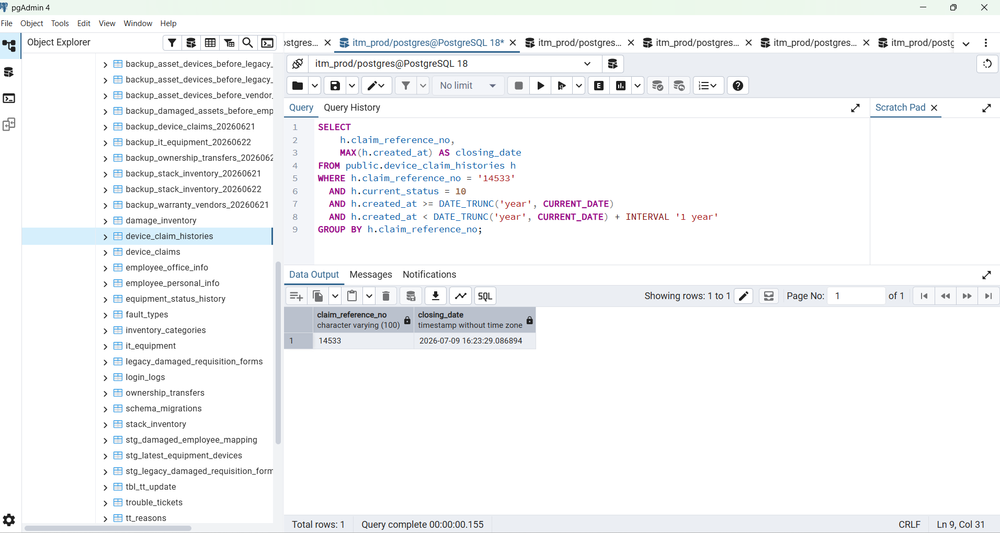 pgAdmin 4
File Object Tools Edit View Window Help
Object Explorer
ostgres... itm_prod/postgres@PostgreSQL 18* itm_prod/postgres... itm_prod/postgres... itm_prod/postgres... itm_prod/postg
itm_prod/postgres@PostgreSQL 18
No limit
E
Query Query History
Scratch Pad
backup_asset_devices_before_legacy_
backup_asset_devices_before_legacy_
backup_asset_devices_before_vendor_
backup_damaged_assets_before_emp
backup_device_claims_20260621
backup_it_equipment_20260622
backup_ownership_transfers_2026062
backup_stack_inventory_20260621
backup_stack_inventory_20260622
backup_warranty_vendors_20260621
damage_inventory
device_claim_histories
device_claims
employee_office_info
employee_personal_info
equipment_status_history
fault_types
inventory_categories
it_equipment
legacy_damaged_requisition_forms
login_logs
ownership_transfers
schema_migrations
stack_inventory
stg_damaged_employee_mapping
stg_latest_equipment_devices
stg_legacy_damaged_requisition_form
tbl_tt_update
trouble_tickets
tt_reasons
1 SELECT
2 h.claim_reference_no,
3 MAX(h.created_at) AS closing_date
4 FROM public.device_claim_histories h
5 WHERE h.claim_reference_no = '14533'
6 AND h.current_status = 10
7 AND h.created_at >= DATE_TRUNC('year', CURRENT_DATE)
8 AND h.created_at < DATE_TRUNC('year', CURRENT_DATE) + INTERVAL '1 year'
9 GROUP BY h.claim_reference_no;
Data Output Messages Notifications
SQL
Showing rows: 1 to 1
Page No: 1 of 1
claim_reference_no closing_date
character varying (100) timestamp without time zone
1 14533 2026-07-09 16:23:29.086894
Total rows: 1 Query complete 00:00:00.155 CRLF Ln 9, Col 31